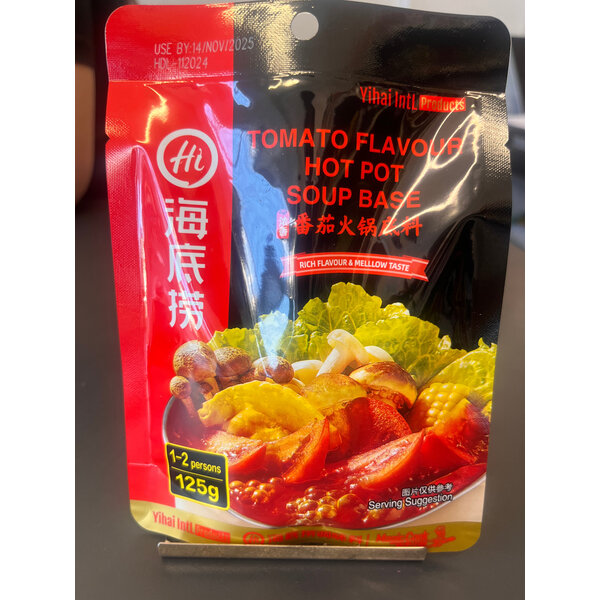 USE BY:14/NOV/2025
HDL-112024
Yihai Intl Products
Hi
海底捞
TOMATO FLAVOUR
HOT POT
SOUP BASE
番茄火锅底料
RICH FLAVOUR & MELLLOW TASTE
1-2 persons
125g
图片仅供参考
Serving Suggestion
Yihai Intl Products
Hi